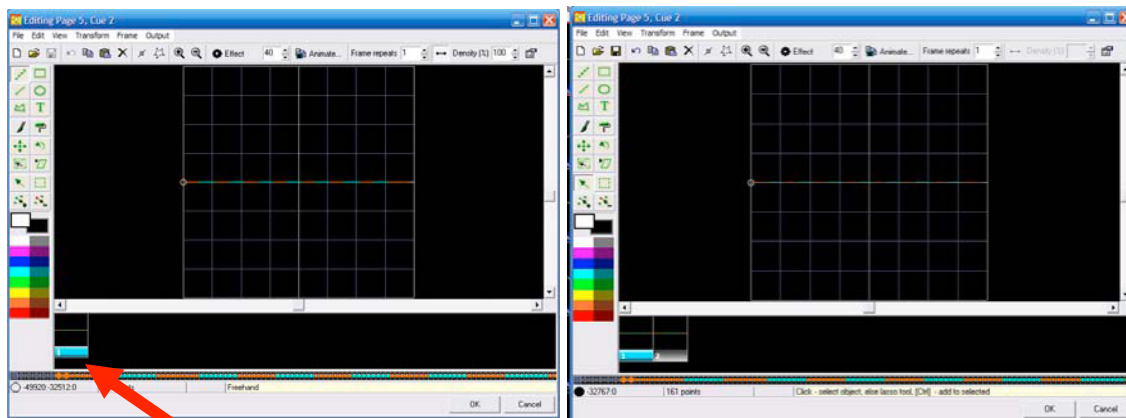 Editing Page 5, Cue 2
File Edit View Transform Frame Output
Effect 40 Animate... Frame repeats 1 Density (%) 100
T
1
-49920:-32512:0
Freehand
OK Cancel
Editing Page 5, Cue 2
File Edit View Transform Frame Output
Effect 40 Animate... Frame repeats 1 Density (%)
T
1 2
-32767:0 161 points Click - select object, else lasso tool, [Ctrl] - add to selected
OK Cancel